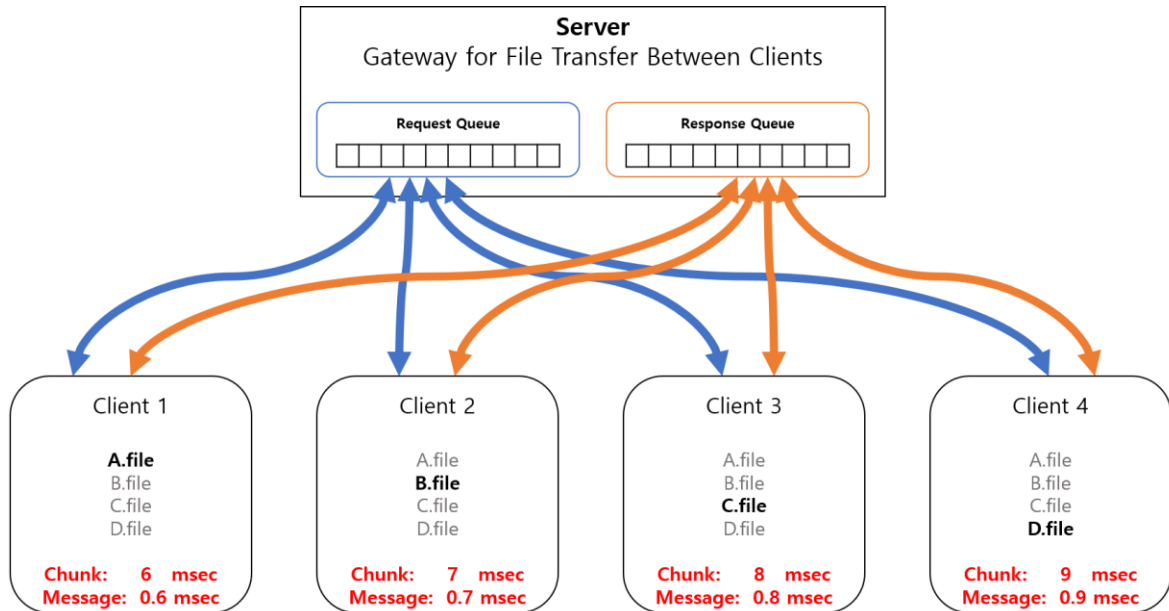 Server
Gateway for File Transfer Between Clients
Request Queue
Response Queue
Client 1
A.file
B.file
C.file
D.file
Chunk: 6 msec
Message: 0.6 msec
Client 2
A.file
B.file
C.file
D.file
Chunk: 7 msec
Message: 0.7 msec
Client 3
A.file
B.file
C.file
D.file
Chunk: 8 msec
Message: 0.8 msec
Client 4
A.file
B.file
C.file
D.file
Chunk: 9 msec
Message: 0.9 msec